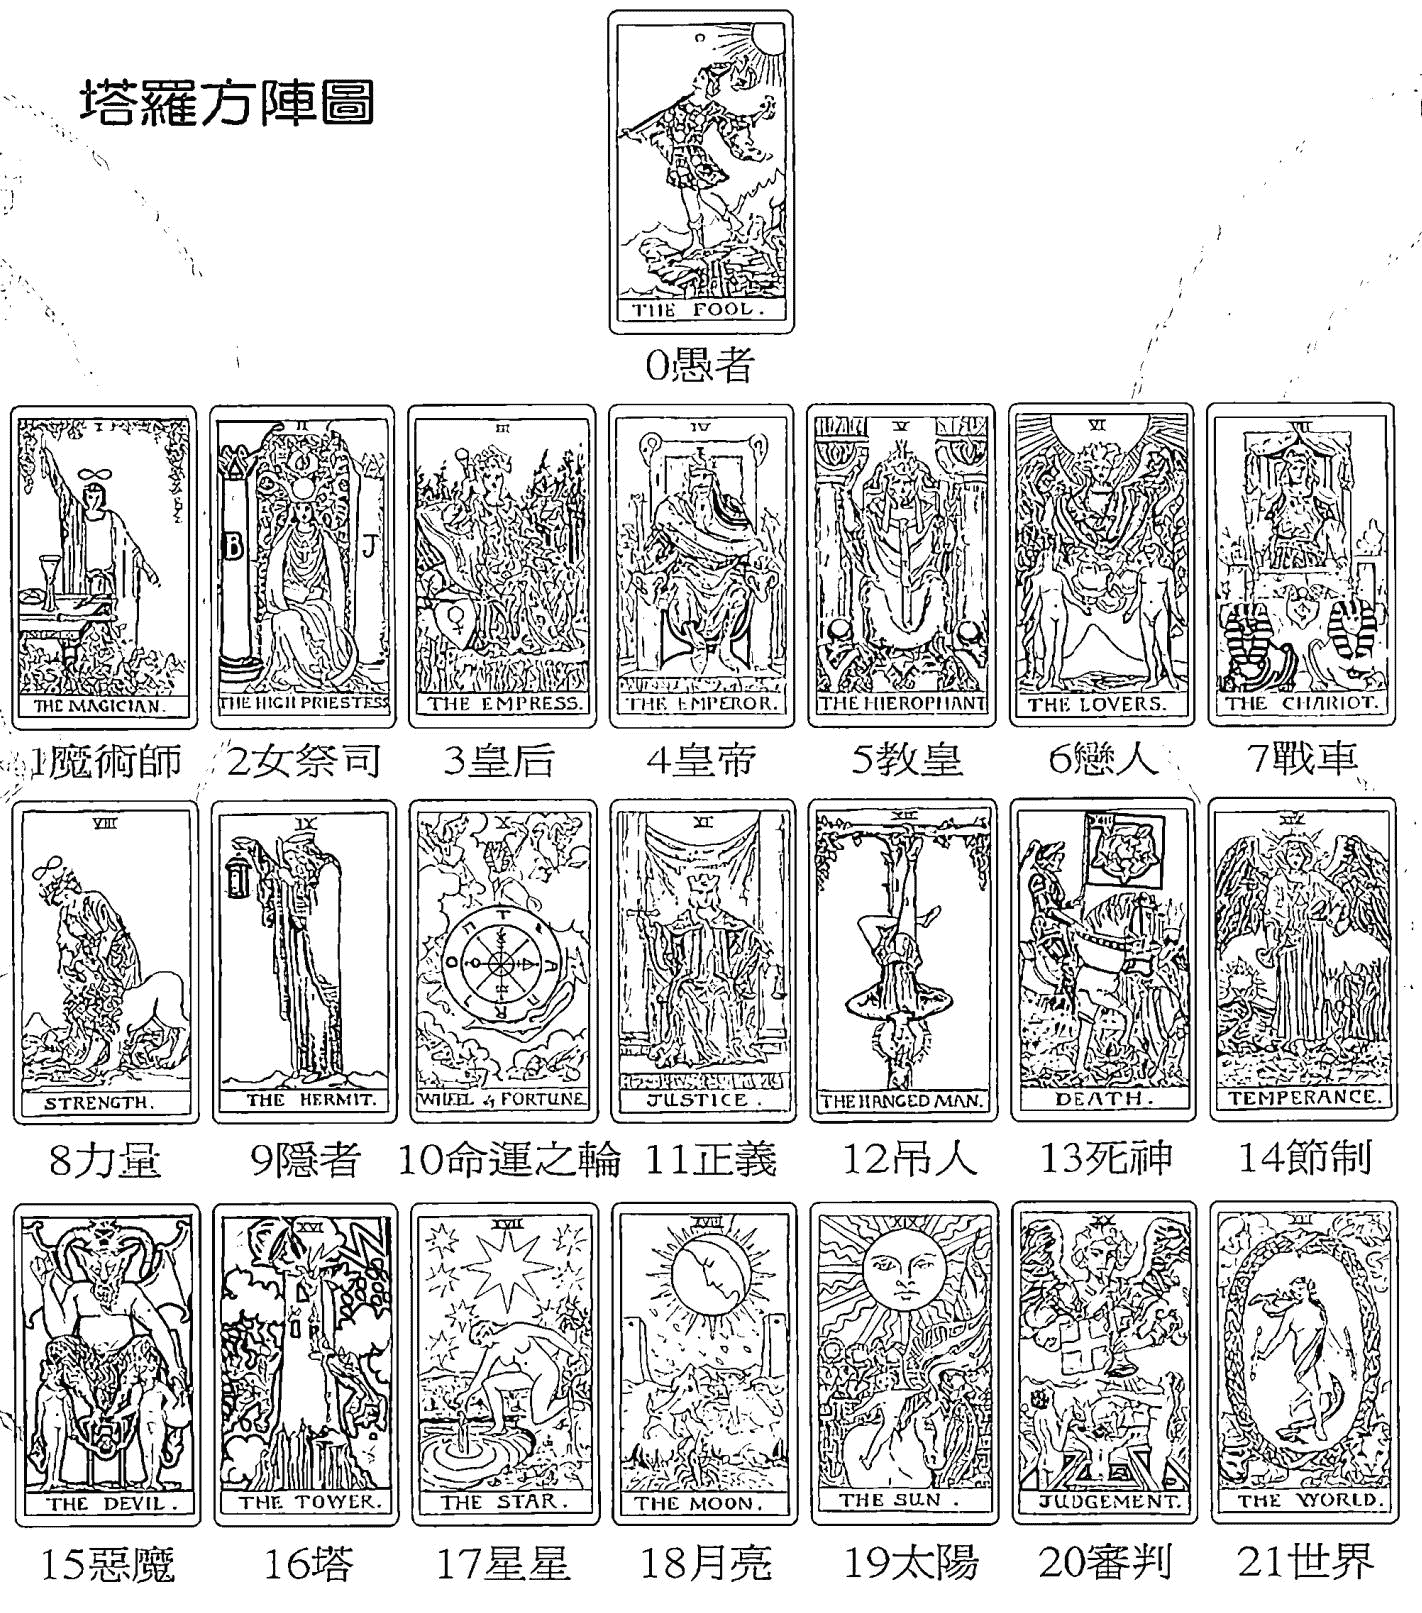 塔羅方陣圖
THE FOOL.
0愚者
I II III IV V VI VII
B J
THE MAGICIAN. THE HIGH PRIESTESS THE EMPRESS. THE EMPEROR. THE HIEROPHANT THE LOVERS. THE CHARIOT.
1魔術師 2女祭司 3皇后 4皇帝 5教皇 6戀人 7戰車
VIII IX X XI XII XIII XIV
STRENGTH. THE HERMIT. WHEEL of FORTUNE. JUSTICE. THE HANGED MAN. DEATH. TEMPERANCE.
8力量 9隱者 10命運之輪 11正義 12吊人 13死神 14節制
XVI XVII XVIII XIX XX XXI
THE DEVIL. THE TOWER. THE STAR. THE MOON. THE SUN. JUDGEMENT. THE WORLD.
15惡魔 16塔 17星星 18月亮 19太陽 20審判 21世界